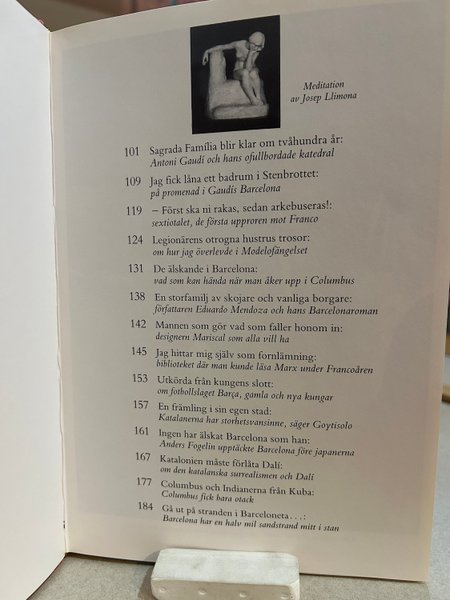 Meditation
av Josep Llimona
101 Sagrada Família blir klar om tvåhundra år:
Antoni Gaudí och hans ofullbordade katedral
109 Jag fick låna ett badrum i Stenbrottet:
på promenad i Gaudís Barcelona
119 – Först ska ni rakas, sedan arkebuseras!:
sextiotalet, de första upproren mot Franco
124 Legionärens otrogna hustrus trosor:
om hur jag överlevde i Modelofängelset
131 De älskande i Barcelona:
vad som kan hända när man åker upp i Columbus
138 En storfamilj av skojare och vanliga borgare:
författaren Eduardo Mendoza och hans Barcelonaroman
142 Mannen som gör vad som faller honom in:
designern Mariscal som alla vill ha
145 Jag hittar mig själv som fornlämning:
biblioteket där man kunde läsa Marx under Francoåren
153 Utkörda från kungens slott:
om fotbollslaget Barça, gamla och nya kungar
157 En främling i sin egen stad:
Katalanerna har storhetsvansinne, säger Goytisolo
161 Ingen har älskat Barcelona som han:
Anders Fogelin upptäckte Barcelona före japanerna
167 Katalonien måste förlåta Dalí:
om den katalanska surrealismen och Dalí
177 Columbus och Indianerna från Kuba:
Columbus fick bara otack
184 Gå ut på stranden i Barceloneta . . .:
Barcelona har en halv mil sandstrand mitt i stan